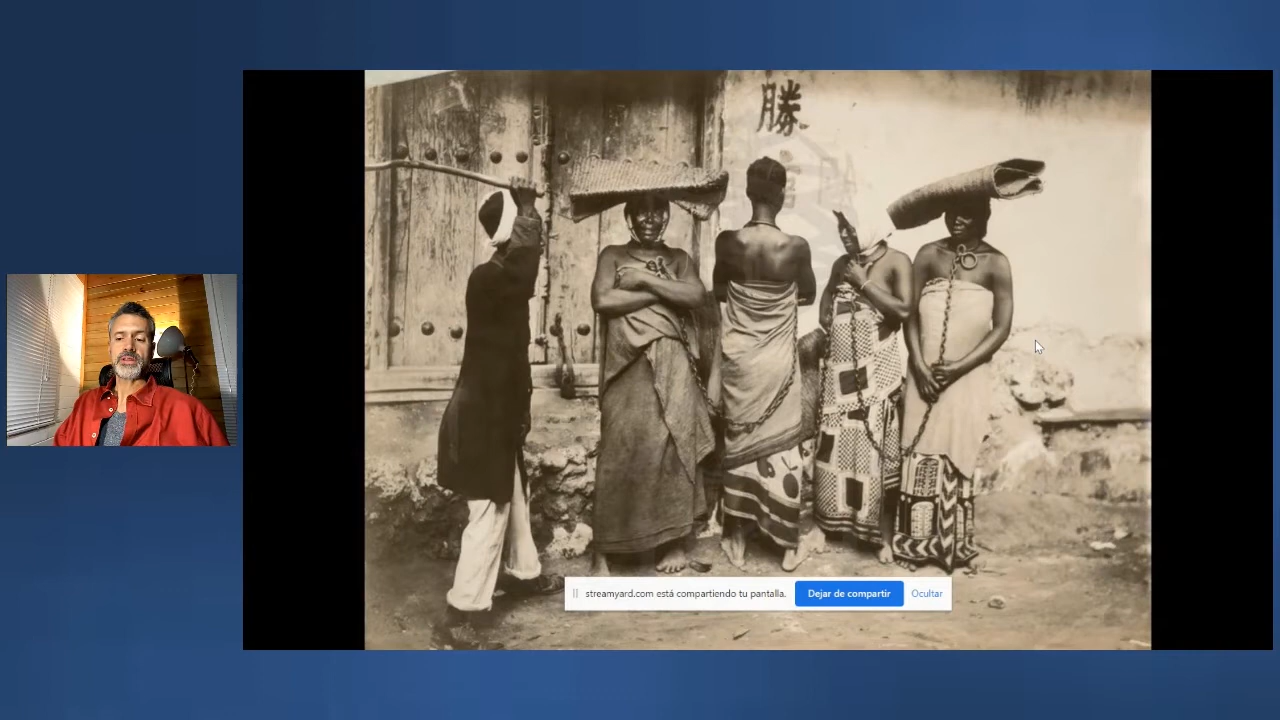 勝
streamyard.com está compartiendo tu pantalla.
Dejar de compartir
Ocultar